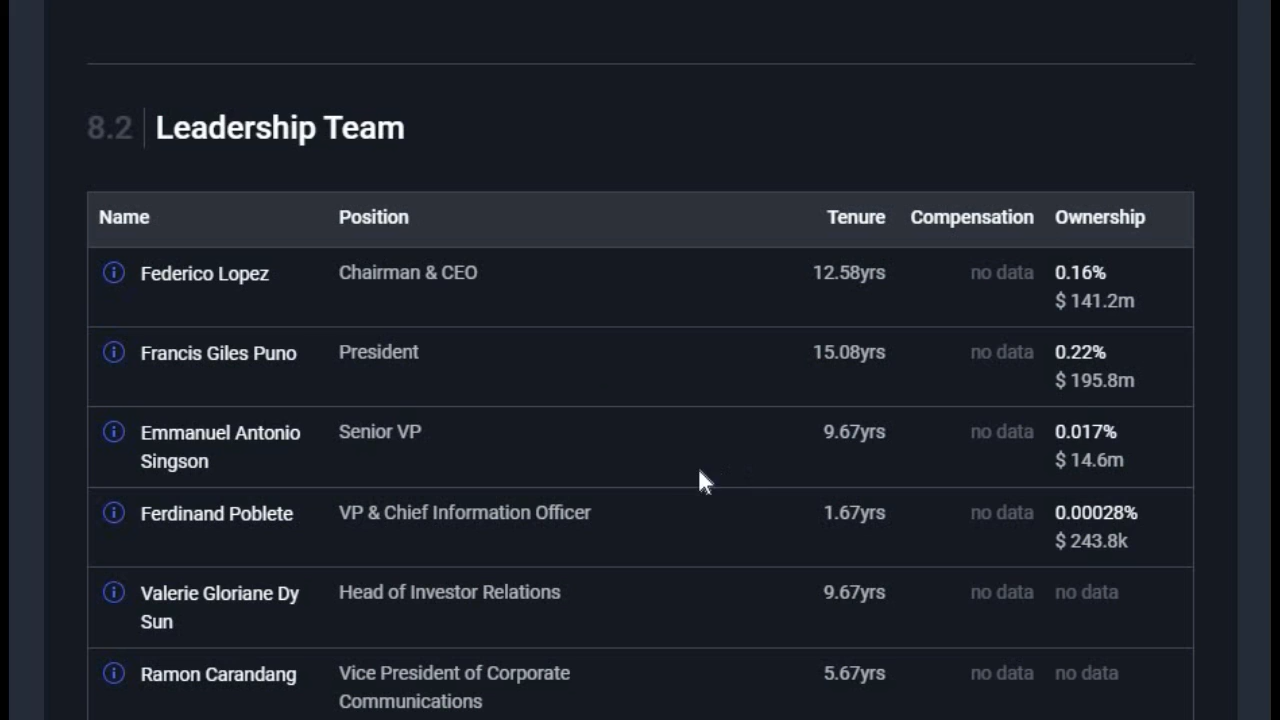 8.2 Leadership Team
Name Position Tenure Compensation Ownership
Federico Lopez Chairman & CEO 12.58yrs no data 0.16%
$ 141.2m
Francis Giles Puno President 15.08yrs no data 0.22%
$ 195.8m
Emmanuel Antonio Senior VP 9.67yrs no data 0.017%
Singson $ 14.6m
Ferdinand Poblete VP & Chief Information Officer 1.67yrs no data 0.00028%
$ 243.8k
Valerie Gloriane Dy Head of Investor Relations 9.67yrs no data no data
Sun
Ramon Carandang Vice President of Corporate 5.67yrs no data no data
Communications